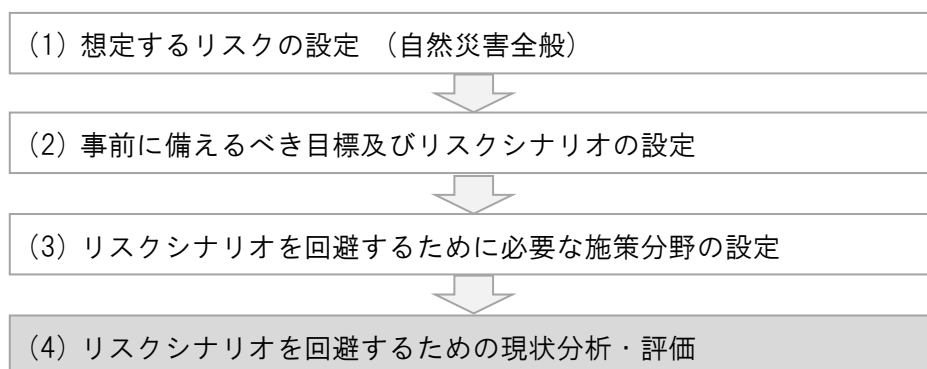 (1) 想定するリスクの設定 （自然災害全般）
(2) 事前に備えるべき目標及びリスクシナリオの設定
(3) リスクシナリオを回避するために必要な施策分野の設定
(4) リスクシナリオを回避するための現状分析・評価